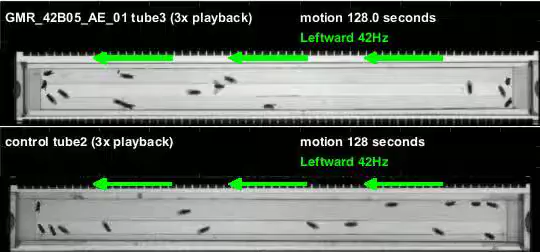 GMR_42B05_AE_01 tube3 (3x playback)
motion 128.0 seconds
Leftward 42Hz
control tube2 (3x playback)
motion 128 seconds
Leftward 42Hz